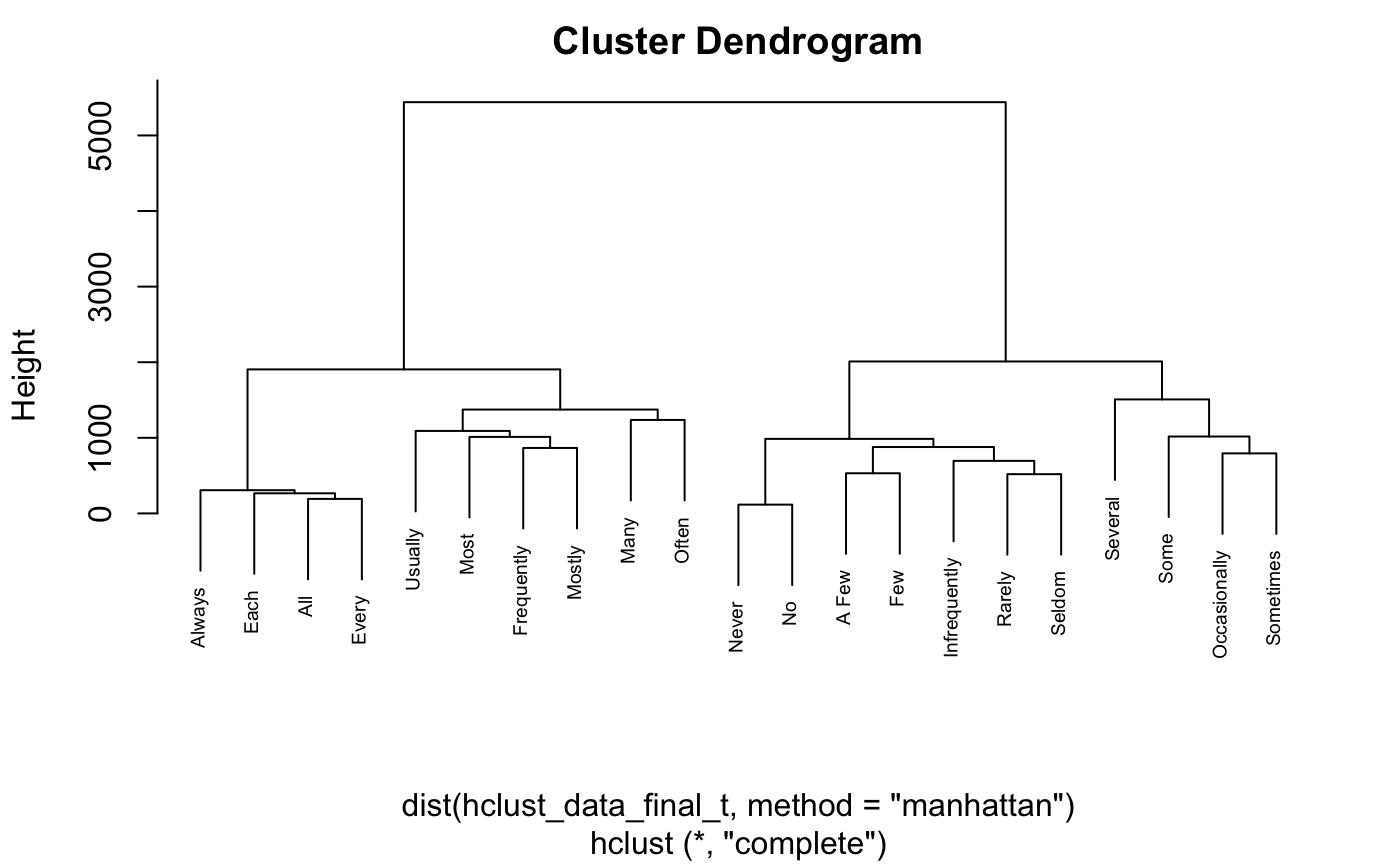 Cluster Dendrogram
Height
5000
3000
1000
0
Always
Each
All
Every
Usually
Most
Frequently
Mostly
Many
Often
Never
No
A Few
Few
Infrequently
Rarely
Seldom
Several
Some
Occasionally
Sometimes
dist(hclust_data_final_t, method = "manhattan")
hclust (*, "complete")